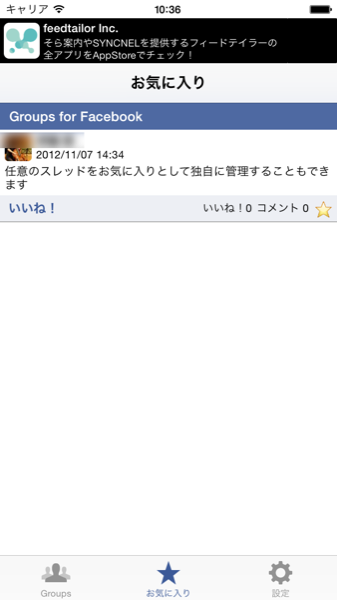 キャリア 10:36
feedtailor Inc.
そら案内やSYNCNELを提供するフィードテイラーの
全アプリをAppStoreでチェック！
お気に入り
Groups for Facebook
2012/11/07 14:34
任意のスレッドをお気に入りとして独自に管理することもでき
ます
いいね！ いいね！0 コメント 0
Groups お気に入り 設定